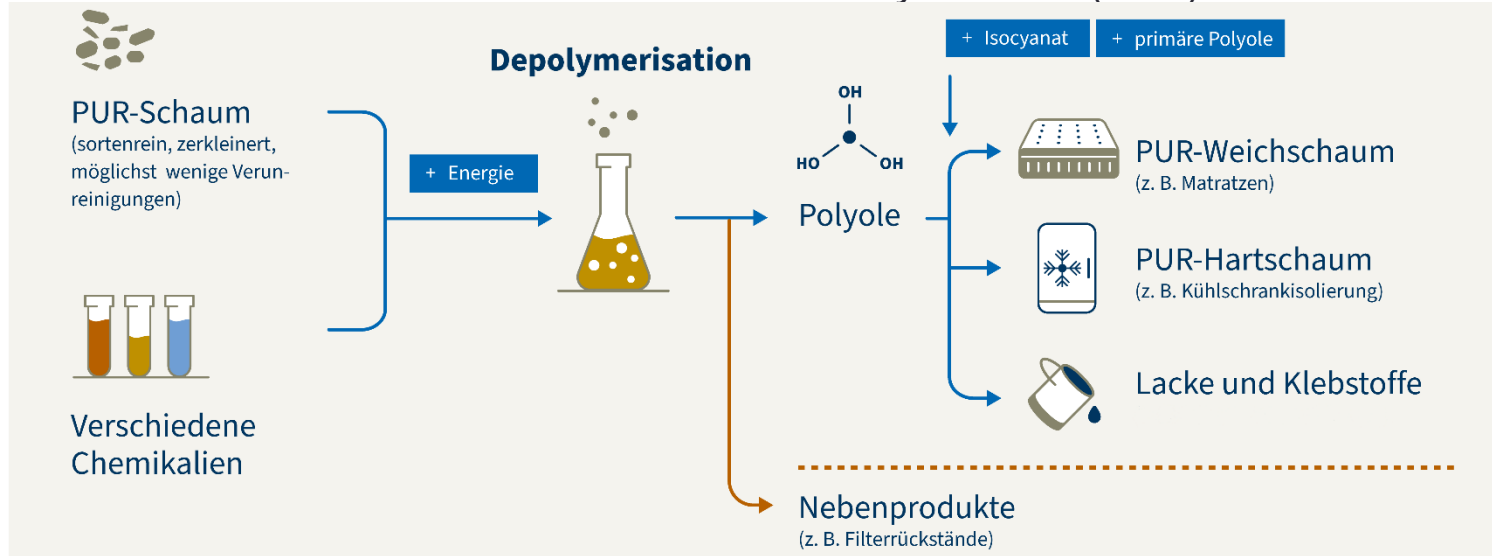 + Isocyanat
+ primäre Polyole
Depolymerisation
PUR-Schaum
(sortenrein, zerkleinert,
möglichst wenige Verun-
reinigungen)
+ Energie
OH
HO
OH
Polyole
PUR-Weichschaum
(z. B. Matratzen)
PUR-Hartschaum
(z. B. Kühlschrankisolierung)
Lacke und Klebstoffe
Verschiedene
Chemikalien
Nebenprodukte
(z. B. Filterrückstände)